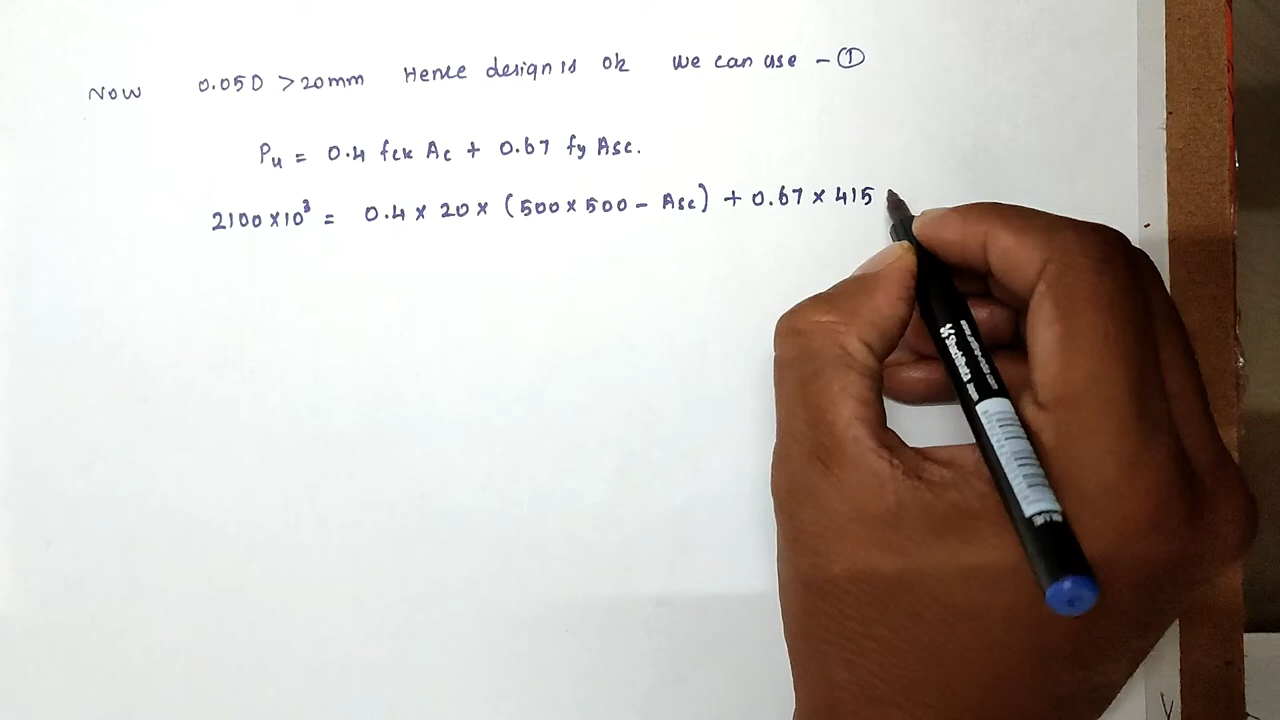 Now 0.05D > 20mm Hence design is ok we can use - ①
Pu = 0.4 fck Ac + 0.67 fy Asc.
2100 x 10³ = 0.4 x 20 x (500 x 500 - Asc) + 0.67 x 415